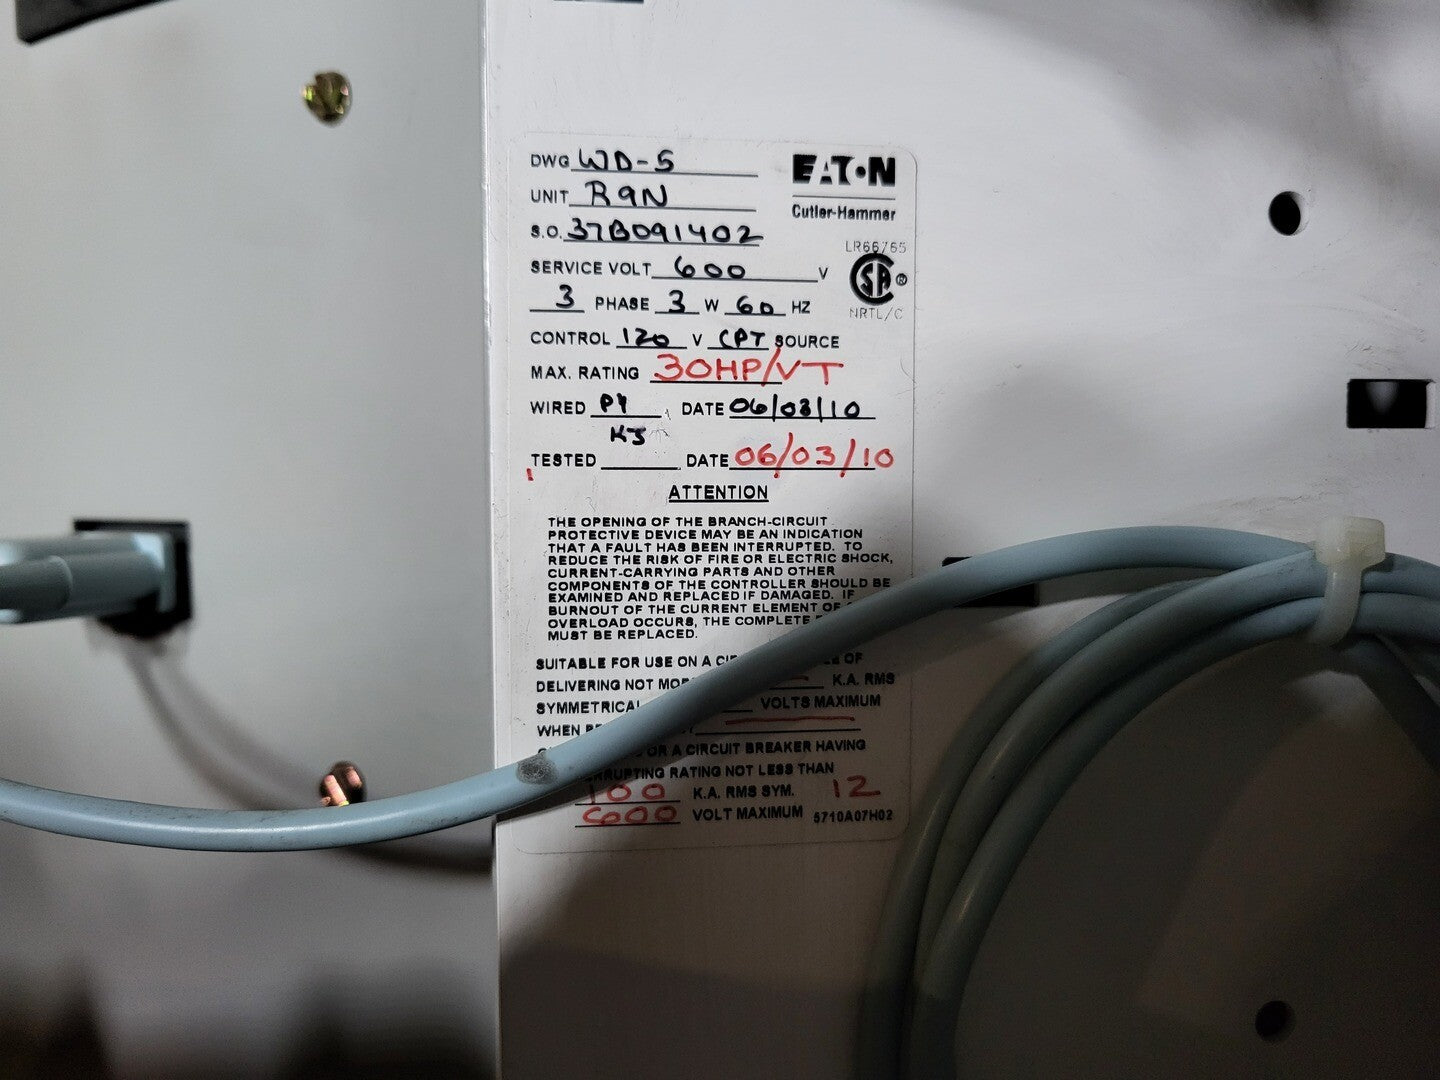 DWG WD-5
EATON
UNIT R9N
Cutler-Hammer
S.O. 37B091402
LR66765
SERVICE VOLT 600 V
SA ®
3 PHASE 3 W 60 HZ
NRTL/C
CONTROL 120 V CPT SOURCE
MAX. RATING 30HP/VT
WIRED PY DATE 06/03/10
KJ
TESTED DATE 06/03/10
ATTENTION
THE OPENING OF THE BRANCH-CIRCUIT
PROTECTIVE DEVICE MAY BE AN INDICATION
THAT A FAULT HAS BEEN INTERRUPTED. TO
REDUCE THE RISK OF FIRE OR ELECTRIC SHOCK,
CURRENT-CARRYING PARTS AND OTHER
COMPONENTS OF THE CONTROLLER SHOULD BE
EXAMINED AND REPLACED IF DAMAGED. IF
BURNOUT OF THE CURRENT ELEMENT OF
OVERLOAD OCCURS, THE COMPLETE
MUST BE REPLACED.
SUITABLE FOR USE ON A OF
DELIVERING NOT K.A. RMS
SYMMETRICAL VOLTS MAXIMUM
WHEN
OR A CIRCUIT BREAKER HAVING
RATING NOT LESS THAN
100 K.A. RMS SYM. 12
600 VOLT MAXIMUM 5710A07H02